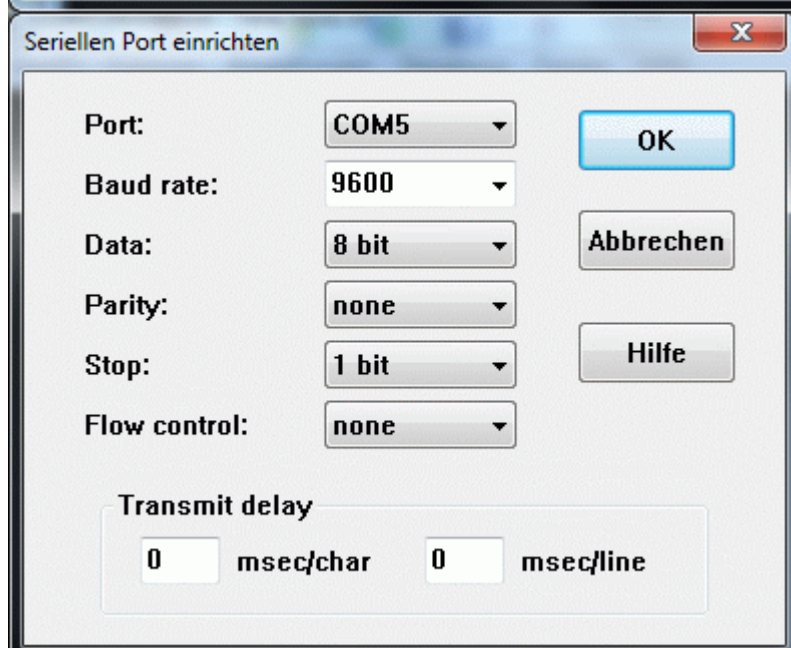 Seriellen Port einrichten
Port: COM5 OK
Baud rate: 9600
Data: 8 bit Abbrechen
Parity: none
Stop: 1 bit Hilfe
Flow control: none
Transmit delay
0 msec/char 0 msec/line